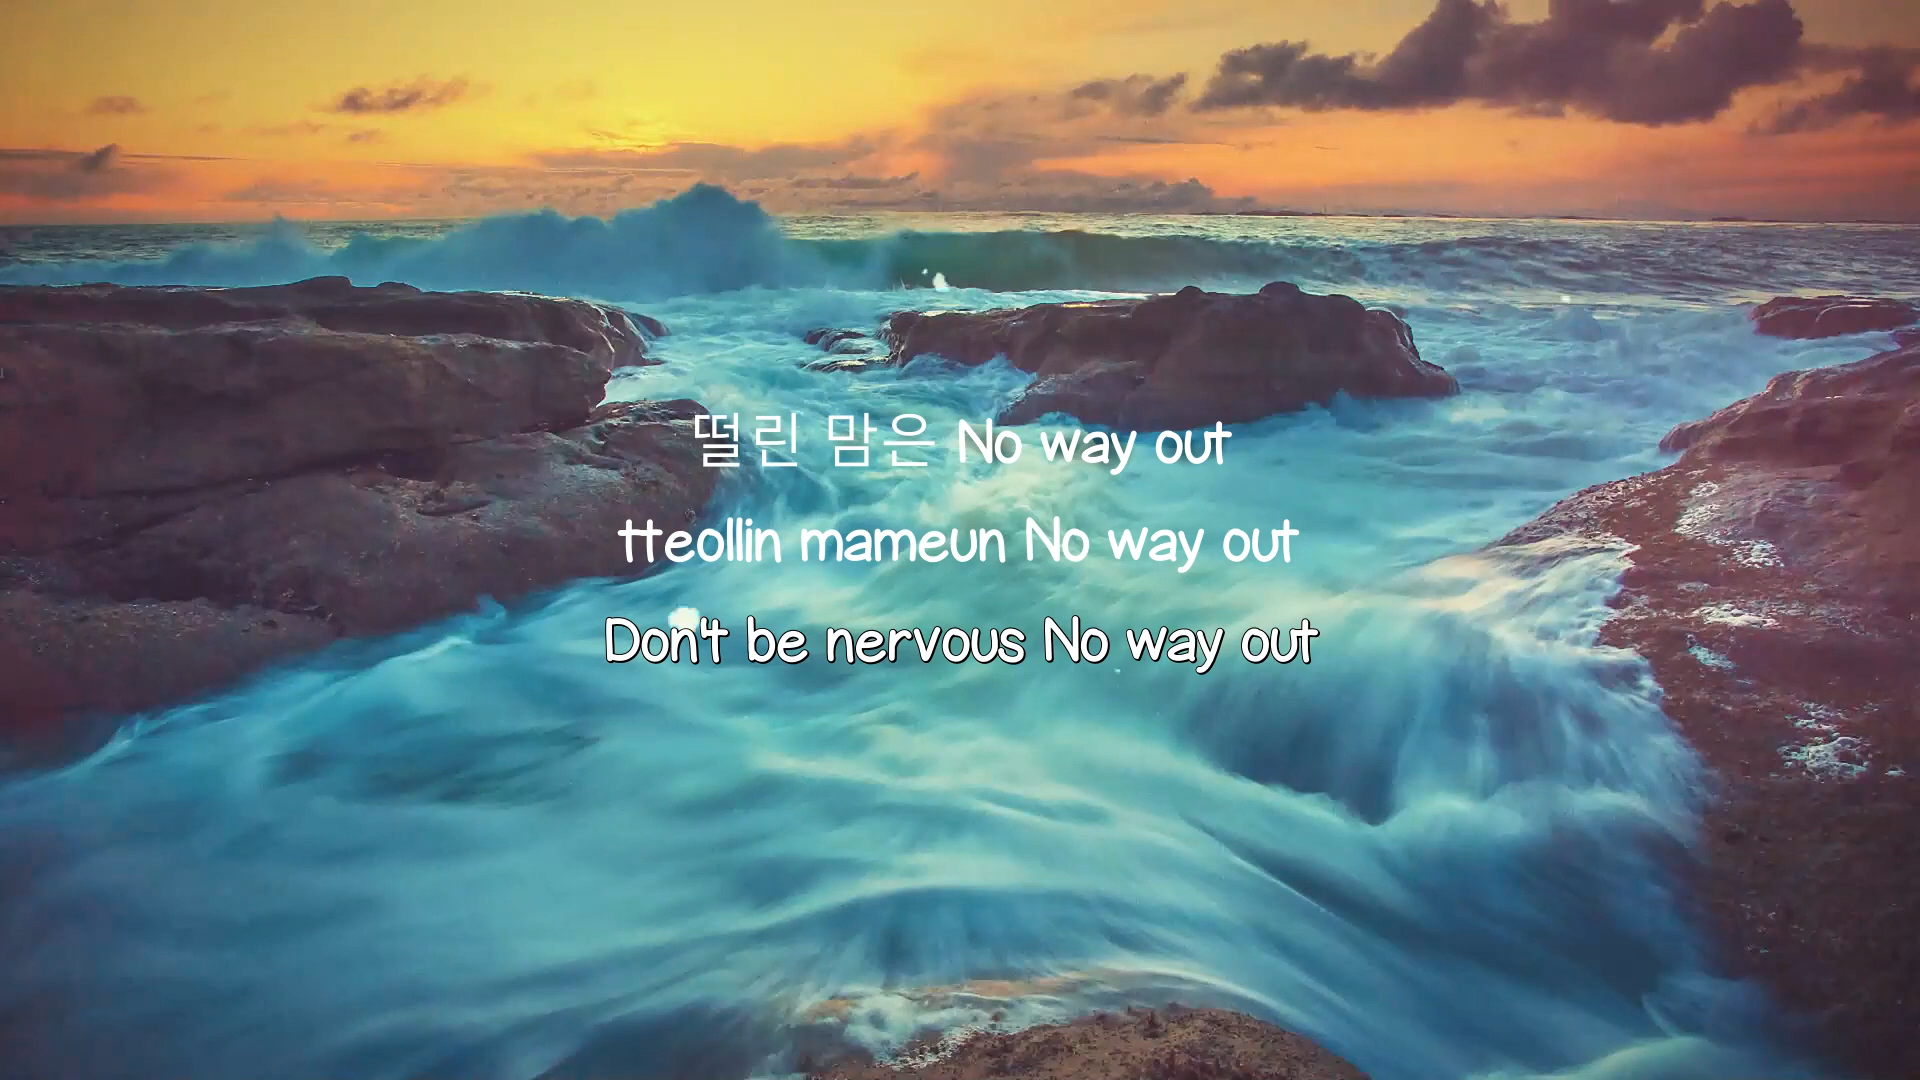 떨린 맘은 No way out
tteollin mameun No way out
Don't be nervous No way out